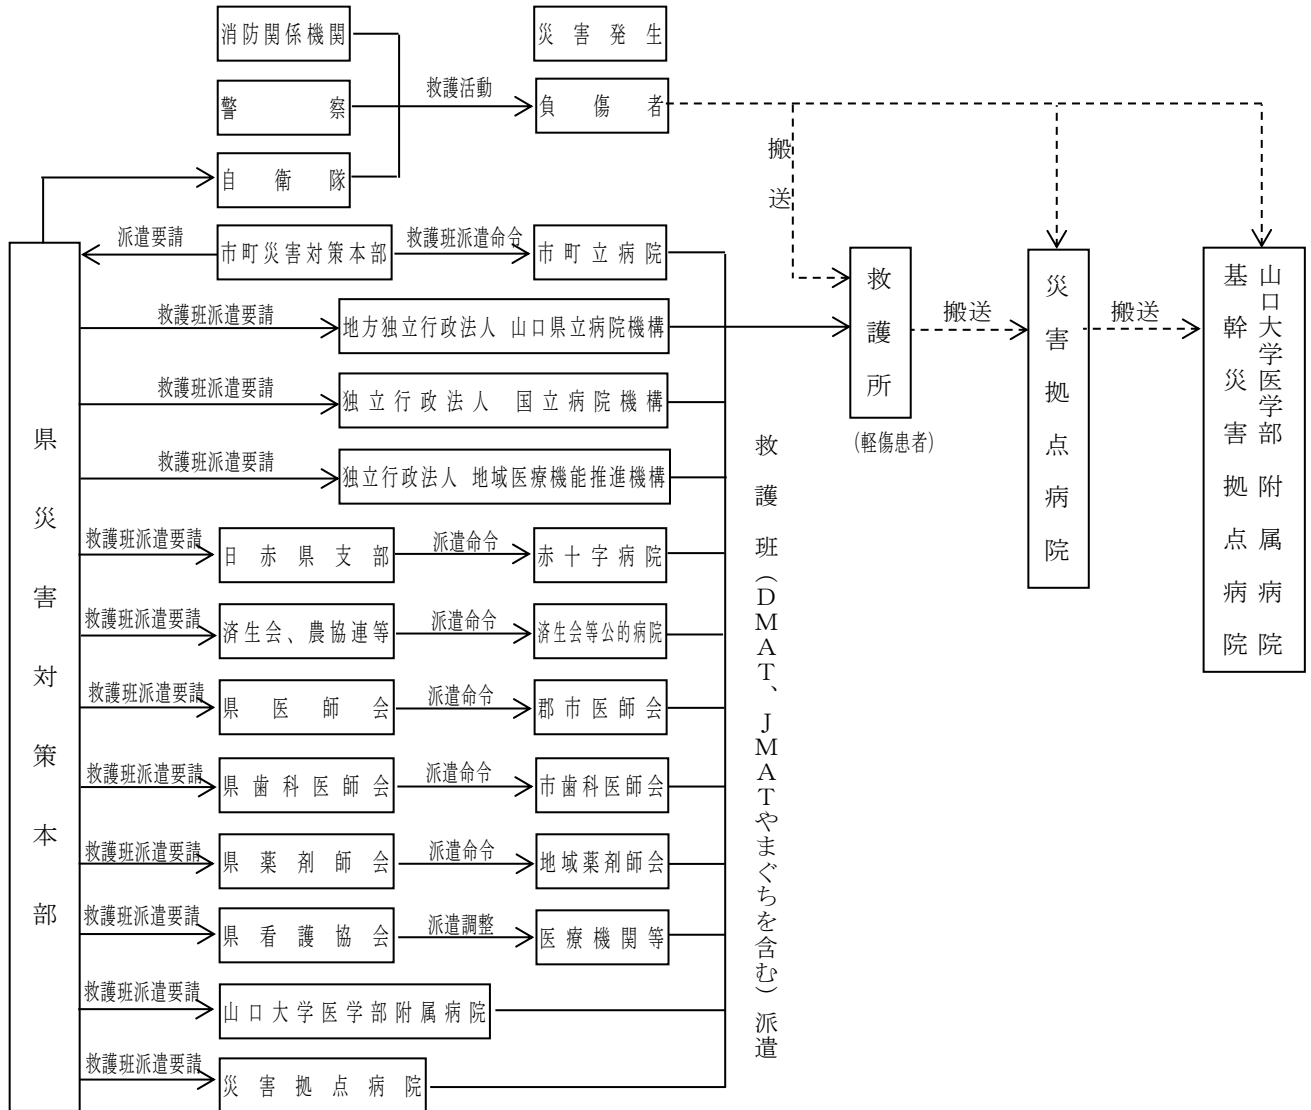 消防関係機関
災害発生
警察
救護活動
負傷者
搬送
自衛隊
派遣要請
市町災害対策本部
救護班派遣命令
市町立病院
県災害対策本部
救護班派遣要請
地方独立行政法人 山口県立病院機構
救護班派遣要請
独立行政法人 国立病院機構
救護班派遣要請
独立行政法人 地域医療機能推進機構
救護班派遣要請
日赤県支部
派遣命令
赤十字病院
救護班派遣要請
済生会、農協連等
派遣命令
済生会等公的病院
救護班派遣要請
県医師会
派遣命令
郡市医師会
救護班派遣要請
県歯科医師会
派遣命令
市歯科医師会
救護班派遣要請
県薬剤師会
派遣命令
地域薬剤師会
救護班派遣要請
県看護協会
派遣調整
医療機関等
救護班派遣要請
山口大学医学部附属病院
救護班派遣要請
災害拠点病院
救護班(DMAT、JMATやまぐちを含む)派遣
救護所
(軽傷患者)
搬送
災害拠点病院
搬送
山口大学医学部附属病院
基幹災害拠点病院